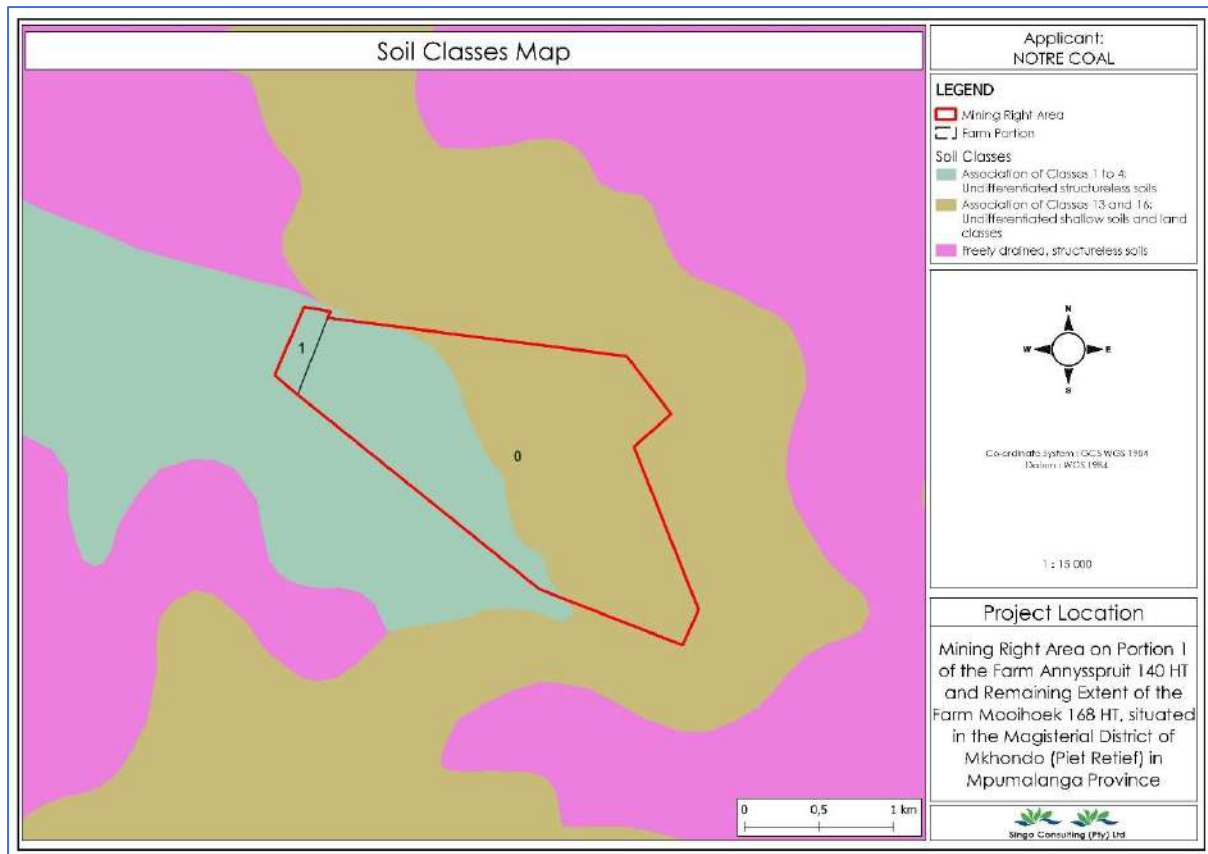 Soil Classes Map
Applicant:
NOTRE COAL
LEGEND
Mining Right Area
Farm Portion
Soil Classes
Association of Classes 1 to 4:
Undifferentiated structureless soils
Association of Classes 13 and 16:
Undifferentiated shallow soils and land
classes
Freely drained, structureless soils
1
0
N
W
E
S
Co-ordinate system : GCS WGS 1984
Datum : WGS 1984
1 : 15 000
Project Location
Mining Right Area on Portion 1
of the Farm Annysspruit 140 HT
and Remaining Extent of the
Farm Mooihoek 168 HT, situated
in the Magisterial District of
Mkhondo (Piet Retief) in
Mpumalanga Province
0 0,5 1 km
Singo Consulting (Pty) Ltd